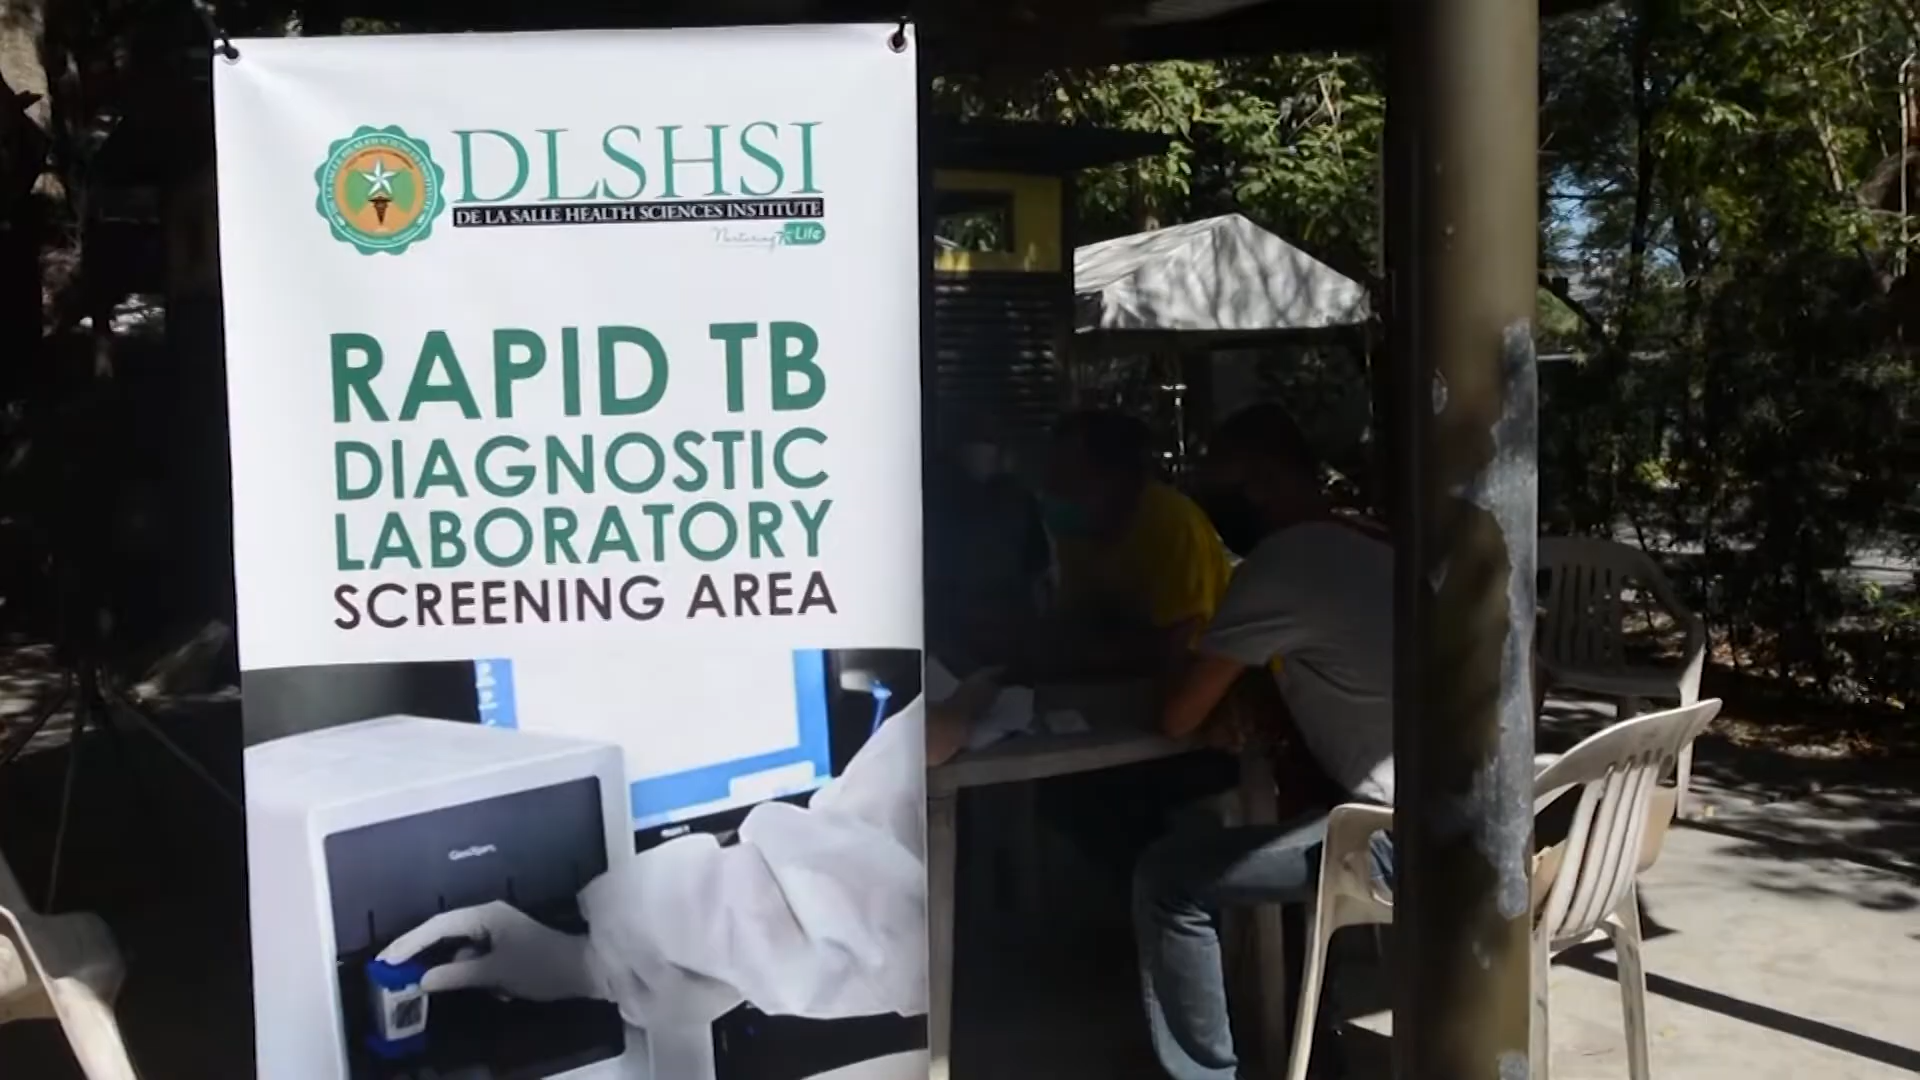 DLSHSI
DE LA SALLE HEALTH SCIENCES INSTITUTE
Nurturing Life
RAPID TB
DIAGNOSTIC
LABORATORY
SCREENING AREA
GeneXpert